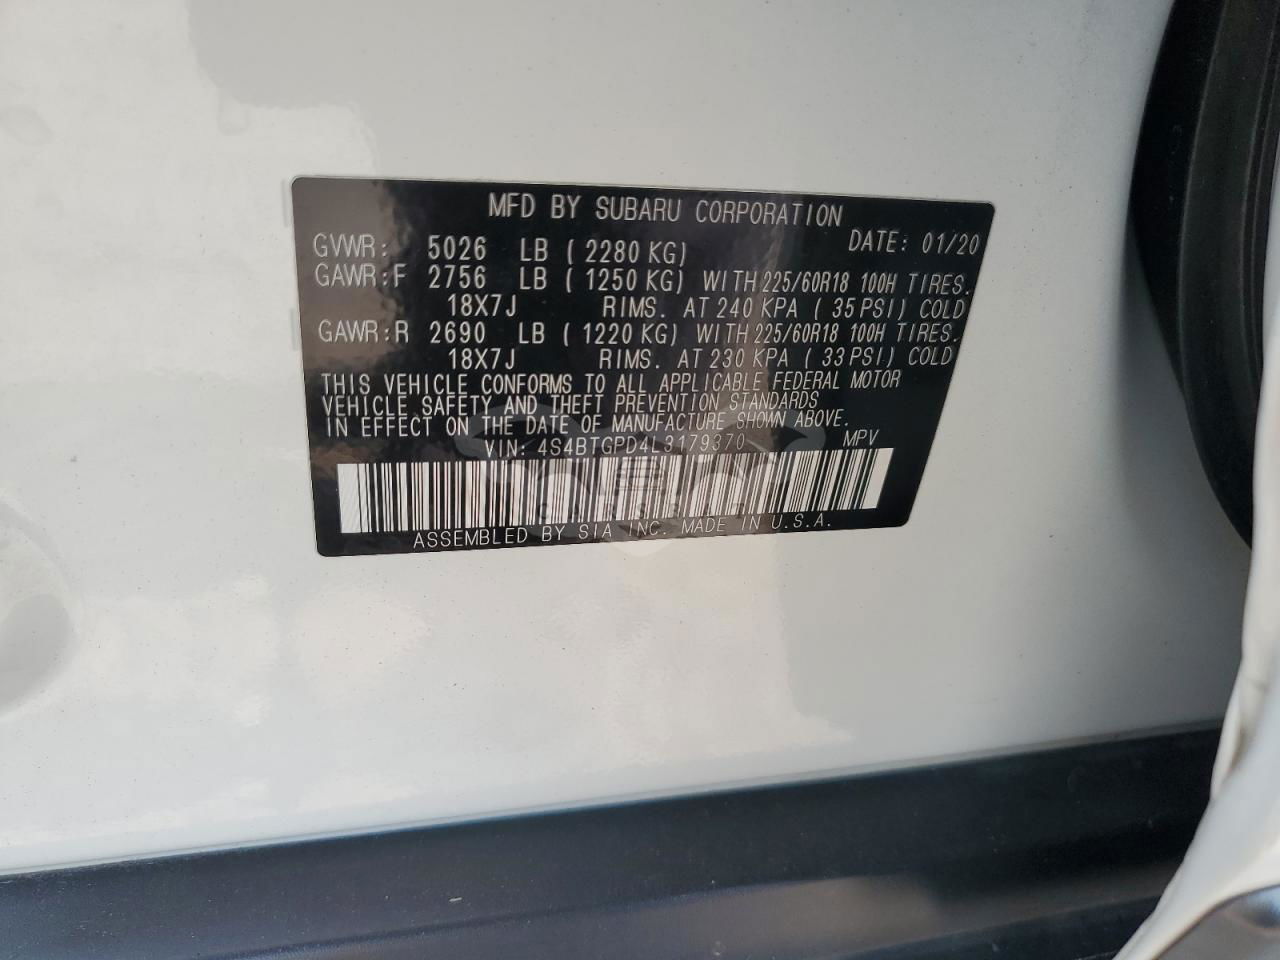 MFD BY SUBARU CORPORATION
DATE: 01/20
GVWR: 5026 LB ( 2280 KG)
GAWR:F 2756 LB ( 1250 KG) WITH 225/60R18 100H TIRES.
18X7J RIMS. AT 240 KPA ( 35 PSI) COLD
GAWR:R 2690 LB ( 1220 KG) WITH 225/60R18 100H TIRES.
18X7J RIMS. AT 230 KPA ( 33 PSI) COLD
THIS VEHICLE CONFORMS TO ALL APPLICABLE FEDERAL MOTOR
VEHICLE SAFETY AND THEFT PREVENTION STANDARDS
IN EFFECT ON THE DATE OF MANUFACTURE SHOWN ABOVE.
VIN: 4S4BTGPD4L3179370 MPV
ASSEMBLED BY SIA INC. MADE IN U.S.A.